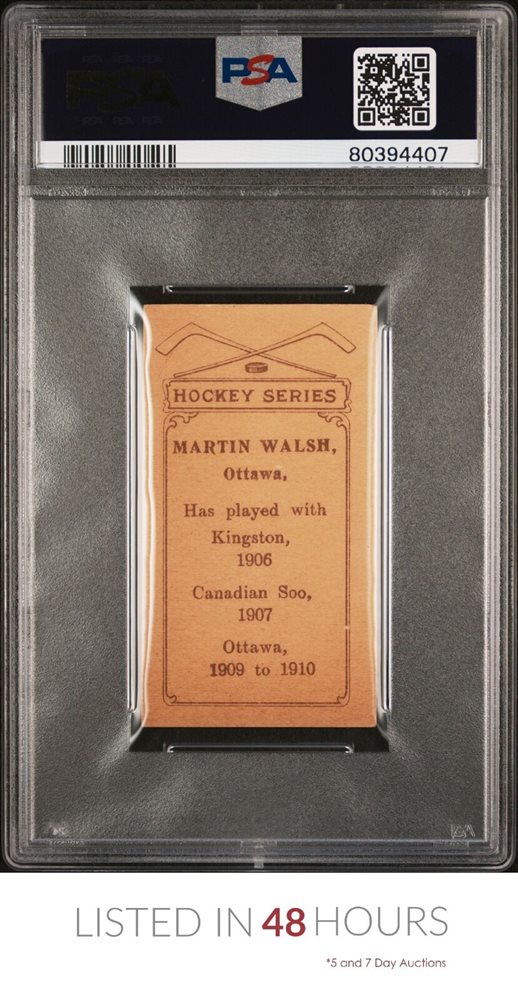 PSA
80394407
HOCKEY SERIES
MARTIN WALSH,
Ottawa,
Has played with
Kingston,
1906
Canadian Soo,
1907
Ottawa,
1909 to 1910
LISTED IN 48 HOURS
*5 and 7 Day Auctions